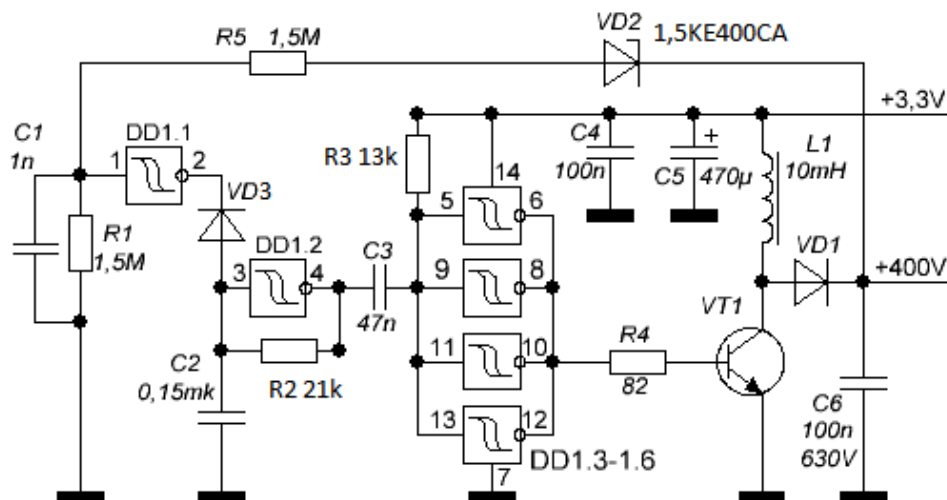 VD2
1,5KE400CA
R5
1,5M
+3,3V
C1
1n
DD1.1
1
2
R3 13k
14
C4
100n
C5
+
470µ
L1
10mH
VD3
5
6
R1
1,5M
DD1.2
3
4
C3
47n
9
8
VD1
+400V
VT1
R4
82
C2
0,15mk
R2 21k
11
10
13
12
C6
100n
630V
7
DD1.3-1.6